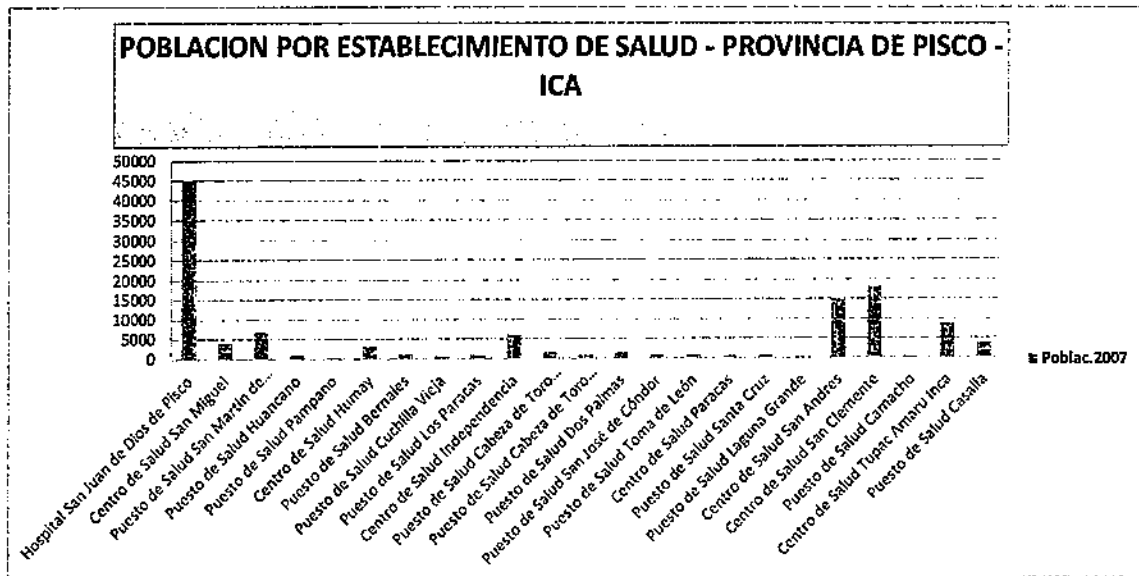 POBLACION POR ESTABLECIMIENTO DE SALUD - PROVINCIA DE PISCO -
ICA
50000
45000
40000
35000
30000
25000
20000
15000
10000
5000
0
Hospital San Juan de Dios de Pisco
Centro de Salud San Miguel
Centro de Salud San Martín de...
Puesto de Salud Huancano
Puesto de Salud Pampano
Centro de Salud Humay
Puesto de Salud Bernales
Puesto de Salud Cuchilla Vieja
Puesto de Salud Los Paracas
Centro de Salud Independencia
Puesto de Salud Cabeza de Toro...
Puesto de Salud Cabeza de Toro...
Puesto de Salud Dos Palmas
Puesto de Salud San José de Cóndor
Puesto de Salud Toma de León
Centro de Salud Paracas
Puesto de Salud Santa Cruz
Puesto de Salud Laguna Grande
Centro de Salud San Andres
Centro de Salud San Clemente
Puesto de Salud Camacho
Centro de Salud Tupac Amaru Inca
Puesto de Salud Casalla
Poblac.2007